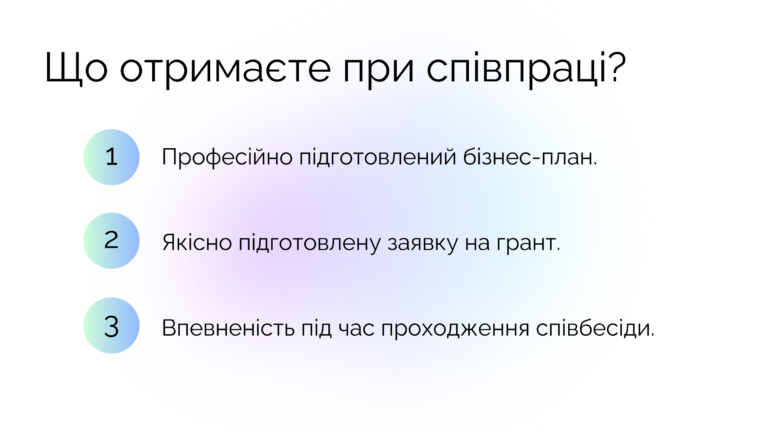 Що отримаєте при співпраці?
1 Професійно підготовлений бізнес-план.
2 Якісно підготовлену заявку на грант.
3 Впевненість під час проходження співбесіди.